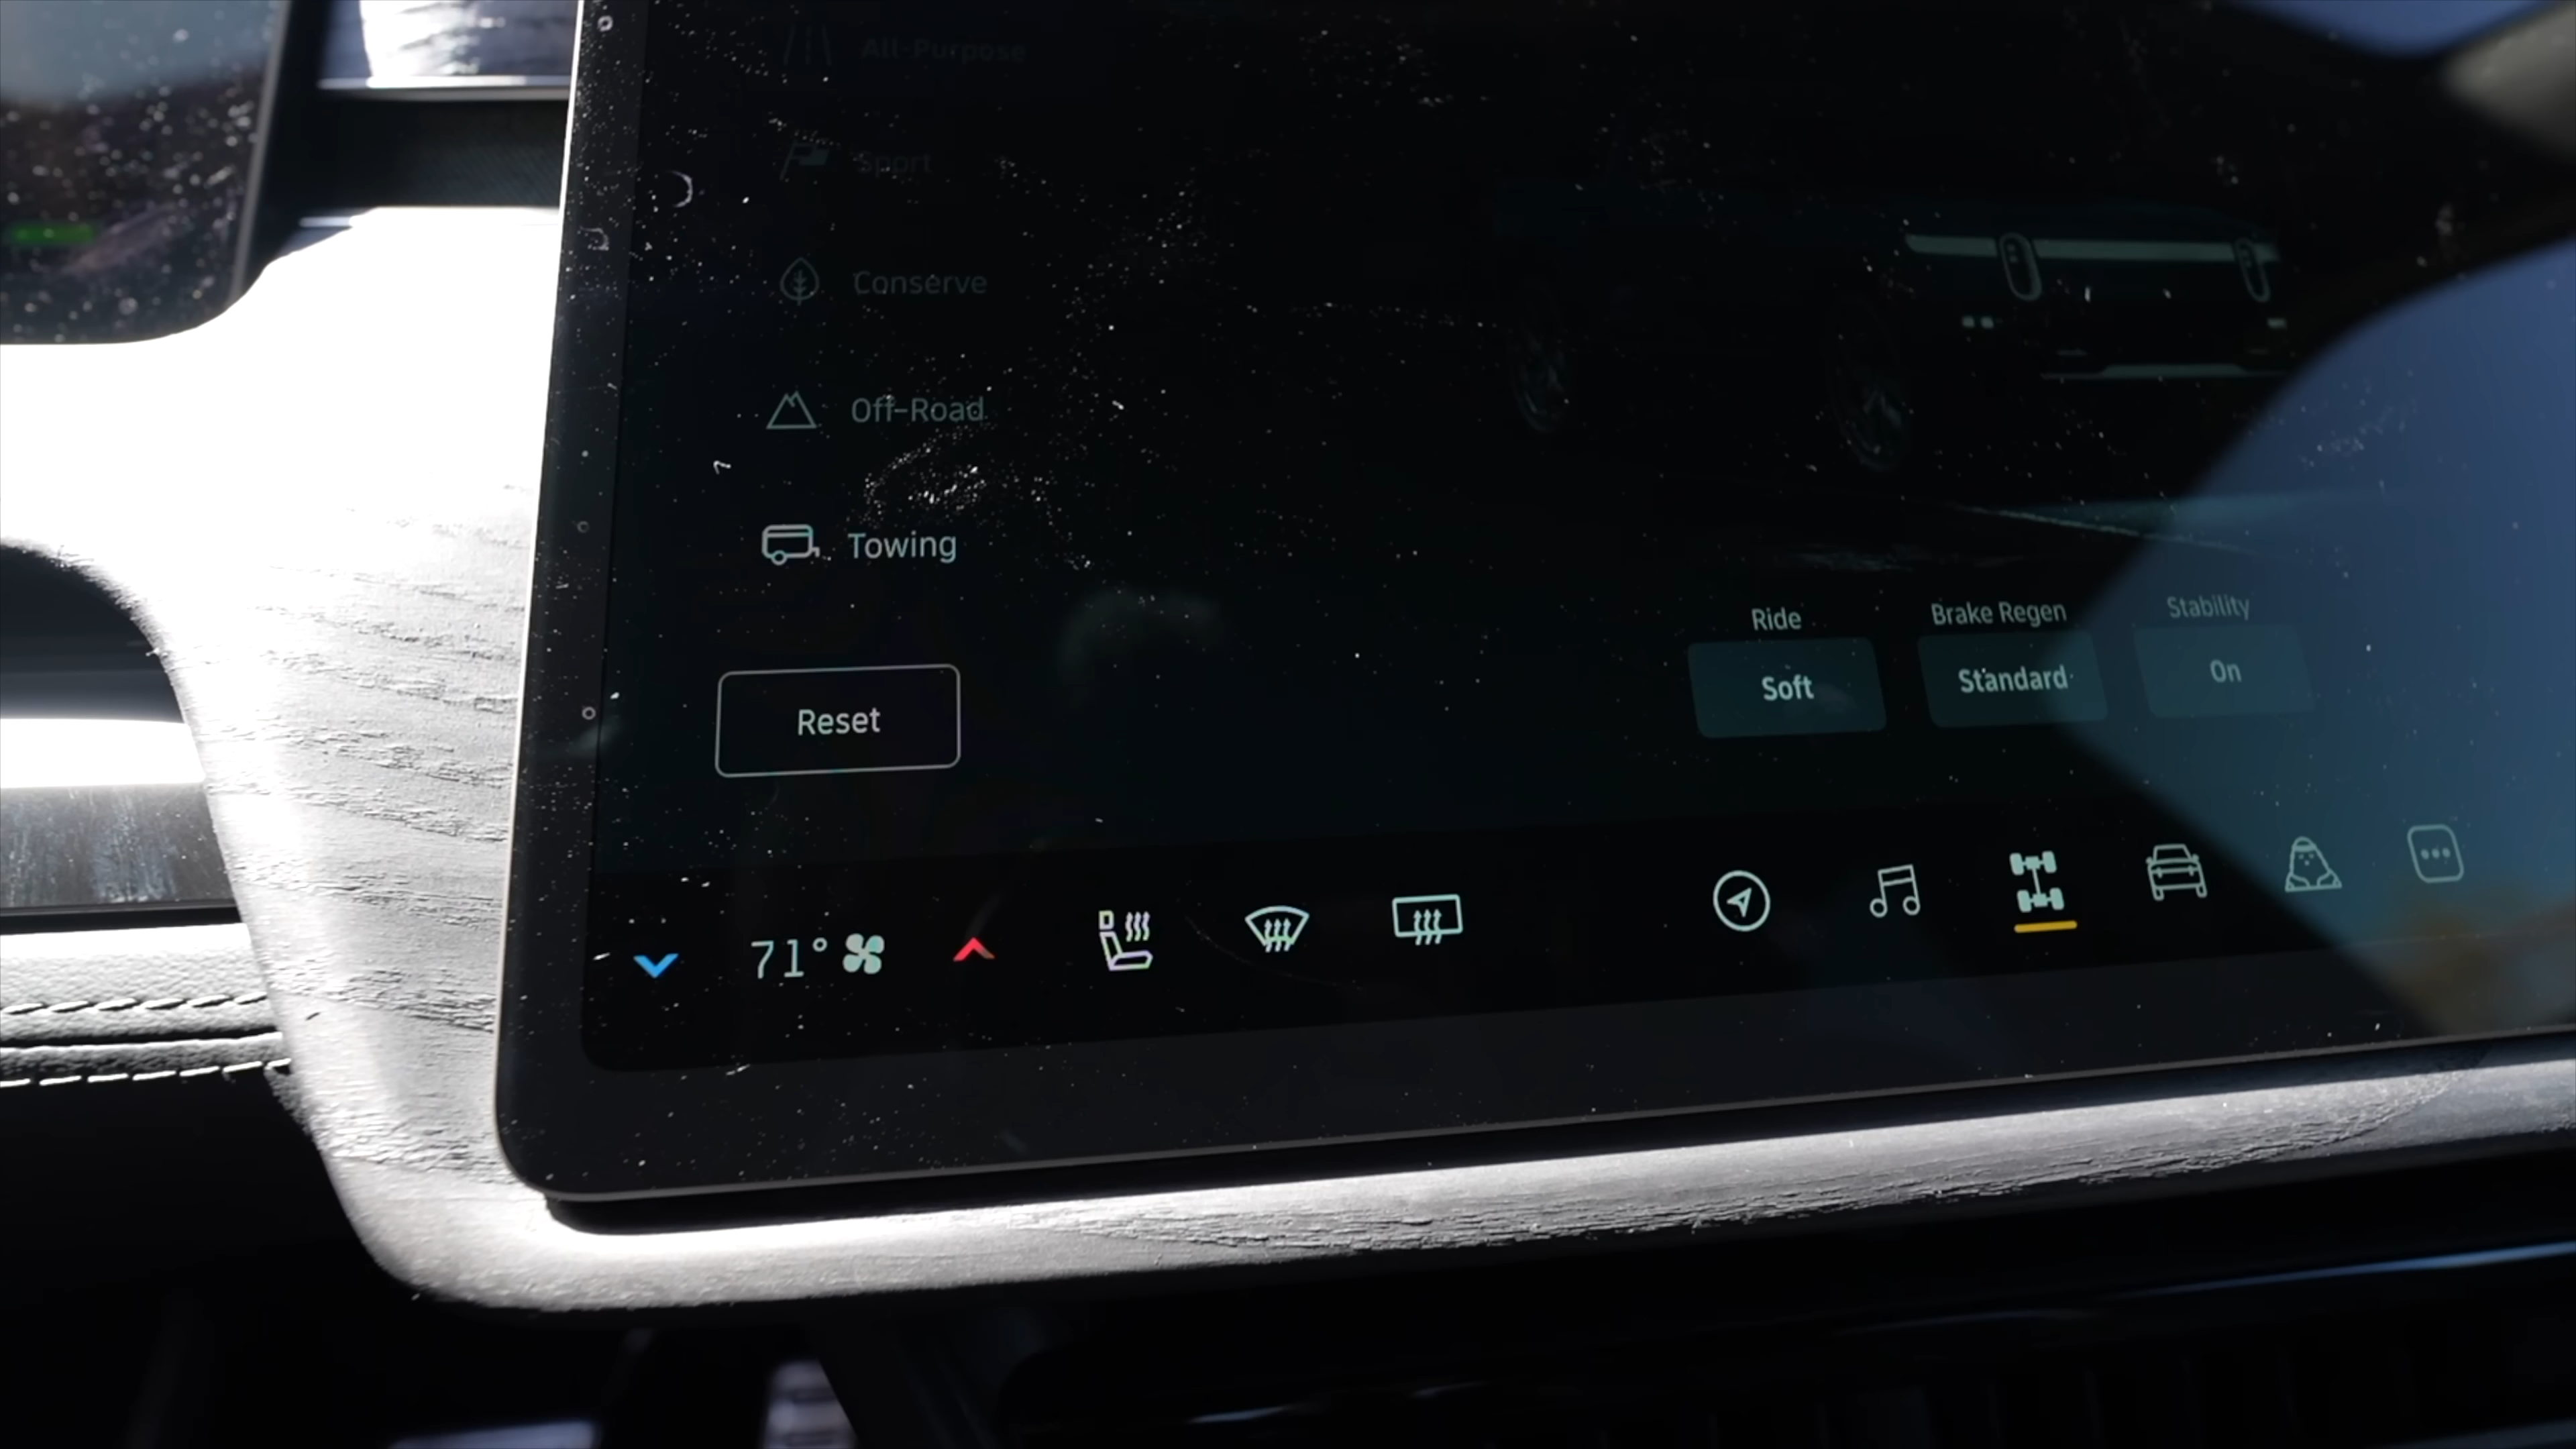 All-Purpose
Sport
Conserve
Off-Road
Towing
Reset
Ride
Soft
Brake Regen
Standard
Stability
On
71°